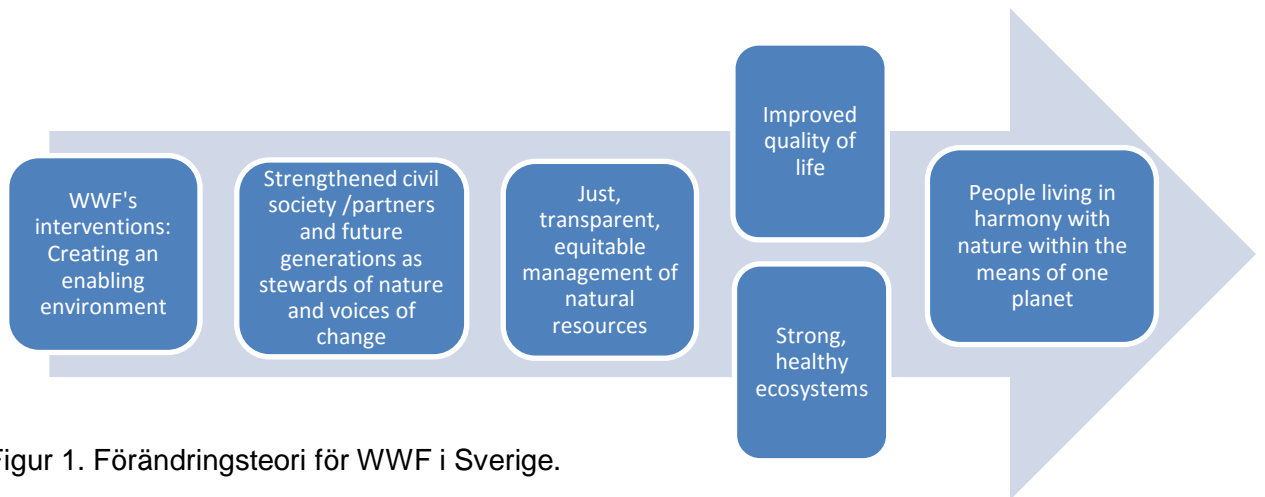 WWF's
interventions:
Creating an
enabling
environment
Strengthened civil
society /partners
and future
generations as
stewards of nature
and voices of
change
Just,
transparent,
equitable
management of
natural
resources
Improved
quality of
life
Strong,
healthy
ecosystems
People living in
harmony with
nature within the
means of one
planet
Figur 1. Förändringsteori för WWF i Sverige.